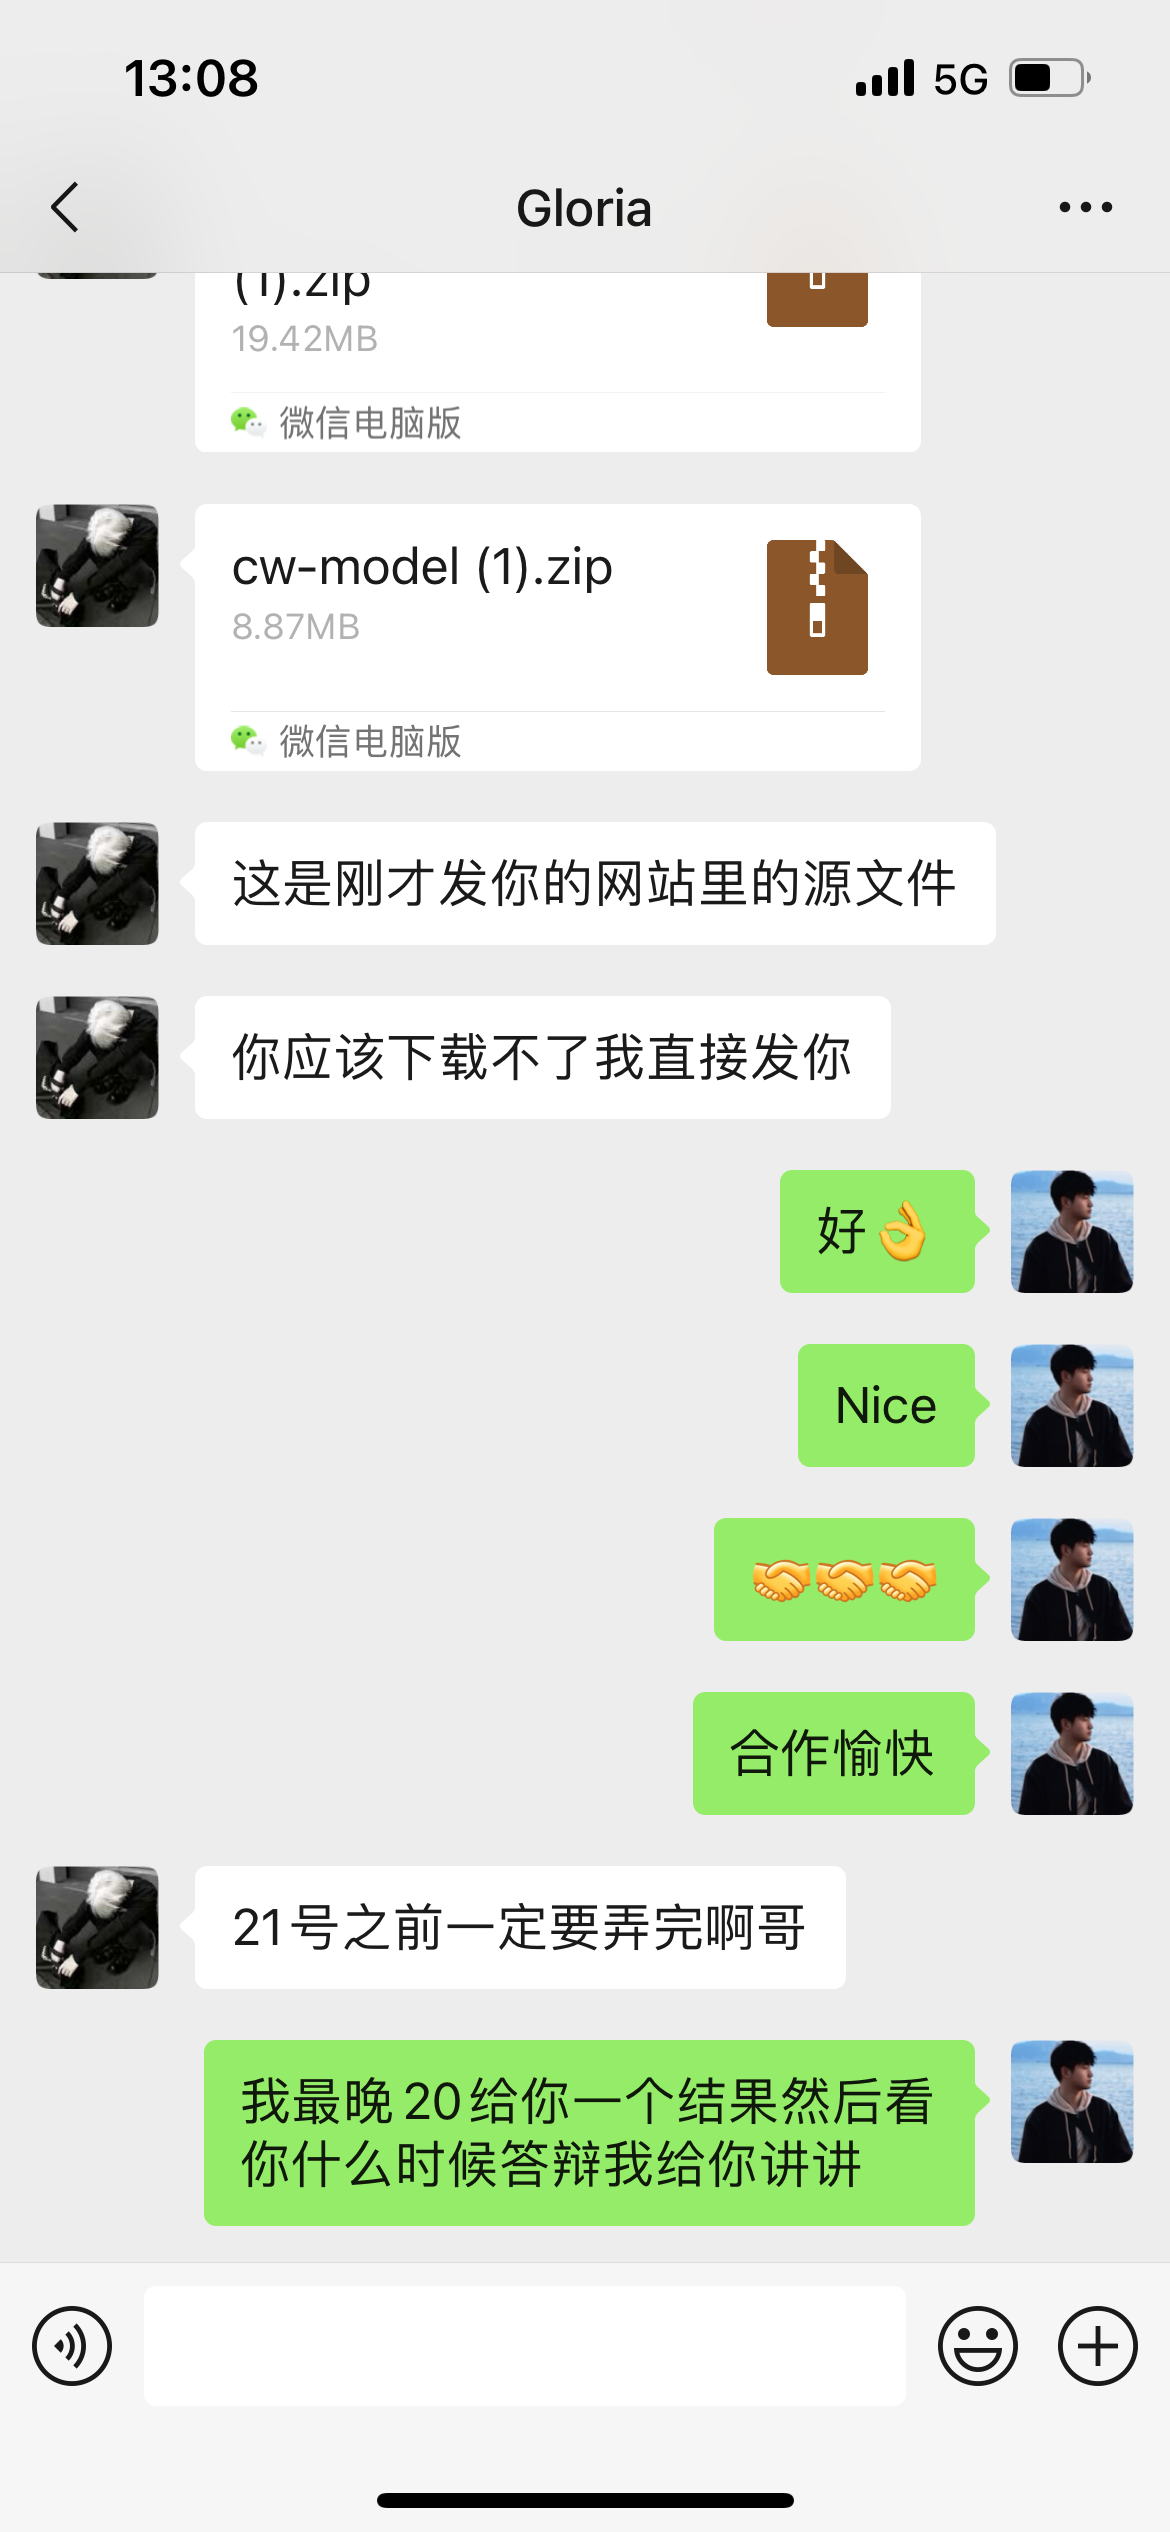 13:08
5G
Gloria
(1).zip
19.42MB
微信电脑版
cw-model (1).zip
8.87MB
微信电脑版
这是刚才发你的网站里的源文件
你应该下载不了我直接发你
好👌
Nice
🤝🤝🤝
合作愉快
21号之前一定要弄完啊哥
我最晚20给你一个结果然后看
你什么时候答辩我给你讲讲